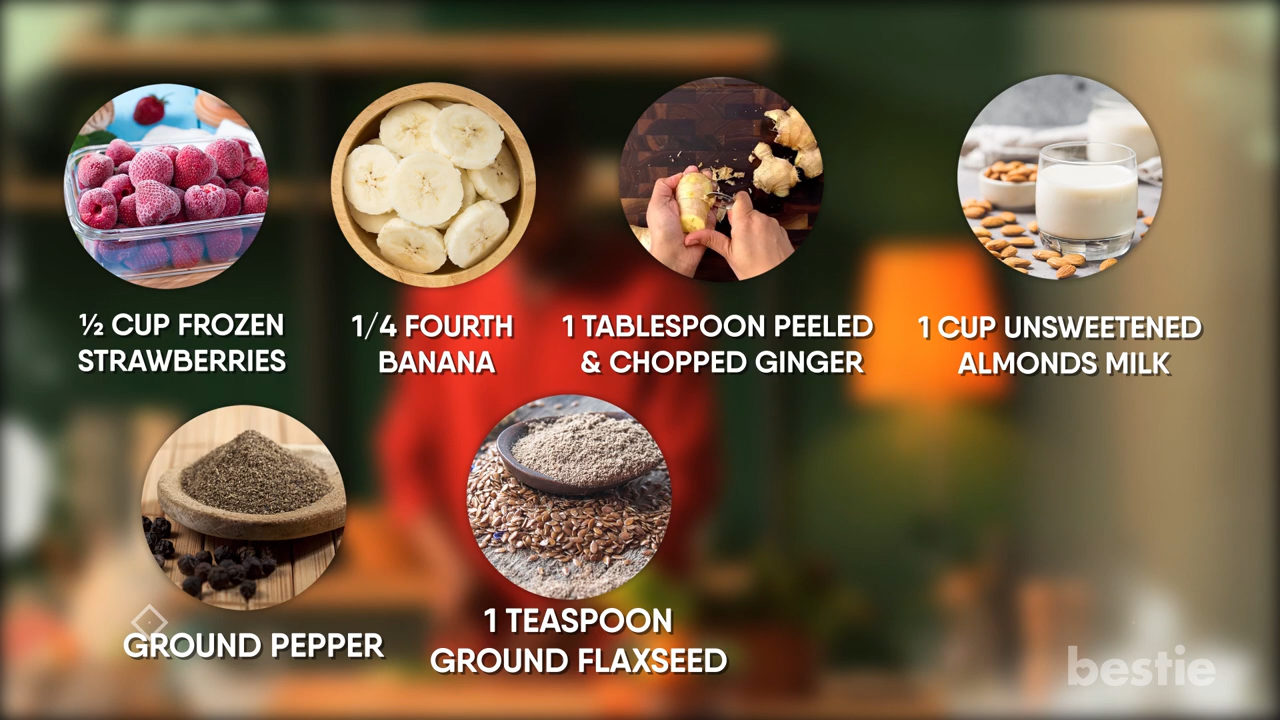 ½ CUP FROZEN
STRAWBERRIES
1/4 FOURTH
BANANA
1 TABLESPOON PEELED
& CHOPPED GINGER
1 CUP UNSWEETENED
ALMONDS MILK
GROUND PEPPER
1 TEASPOON
GROUND FLAXSEED
bestie